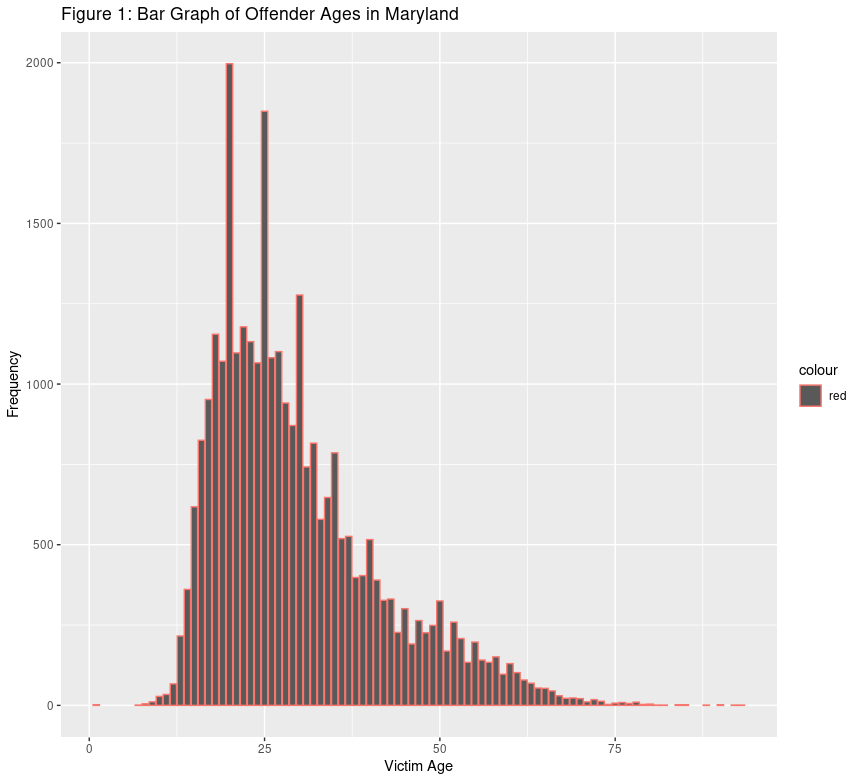 Figure 1: Bar Graph of Offender Ages in Maryland
2000
1500
1000
500
0
Frequency
0 25 50 75
Victim Age
colour
red